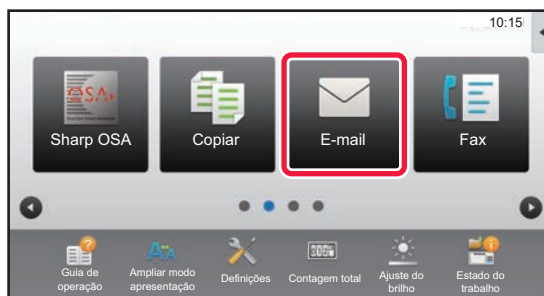 10:15
OSA
Sharp OSA
Copiar
E-mail
Fax
Guia de
operação
Ampliar modo
apresentação
Definições
Contagem total
Ajuste do
brilho
Estado do
trabalho